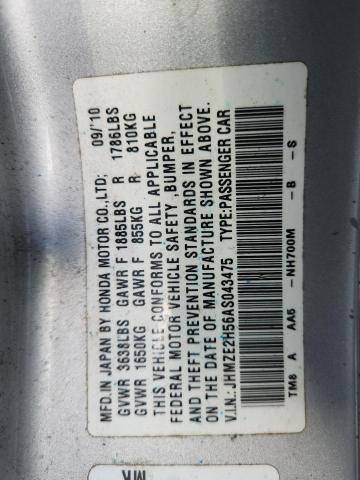 MFD. IN JAPAN BY HONDA MOTOR CO., LTD; 09/'10
GVWR 3638LBS GAWR F 1885LBS R 1786LBS
GVWR 1650KG GAWR F 855KG R 810KG
THIS VEHICLE CONFORMS TO ALL APPLICABLE
FEDERAL MOTOR VEHICLE SAFETY ,BUMPER,
AND THEFT PREVENTION STANDARDS IN EFFECT
ON THE DATE OF MANUFACTURE SHOWN ABOVE.
V.I.N.: JHMZE2H56AS043475 TYPE:PASSENGER CAR
TM8 A AA6 -NH700M -B -S